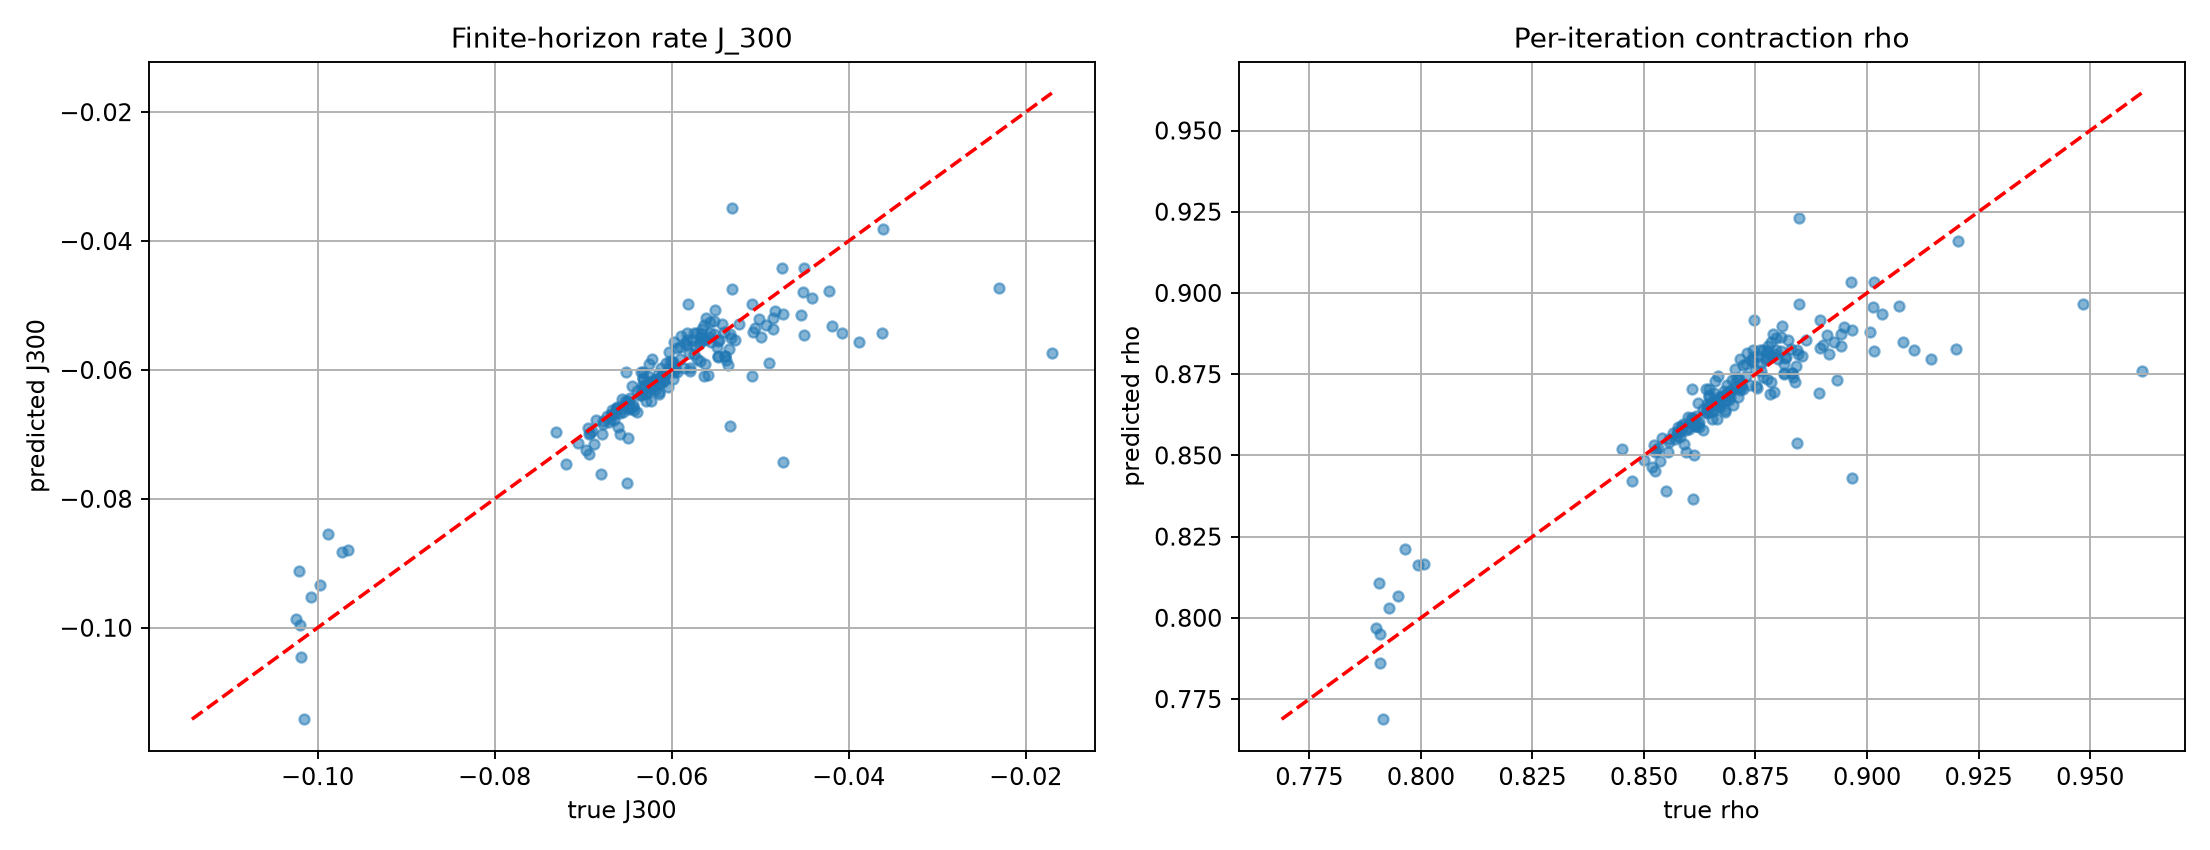 Finite-horizon rate J_300
predicted J300
−0.02
−0.04
−0.06
−0.08
−0.10
−0.10 −0.08 −0.06 −0.04 −0.02
true J300
Per-iteration contraction rho
predicted rho
0.950
0.925
0.900
0.875
0.850
0.825
0.800
0.775
0.775 0.800 0.825 0.850 0.875 0.900 0.925 0.950
true rho